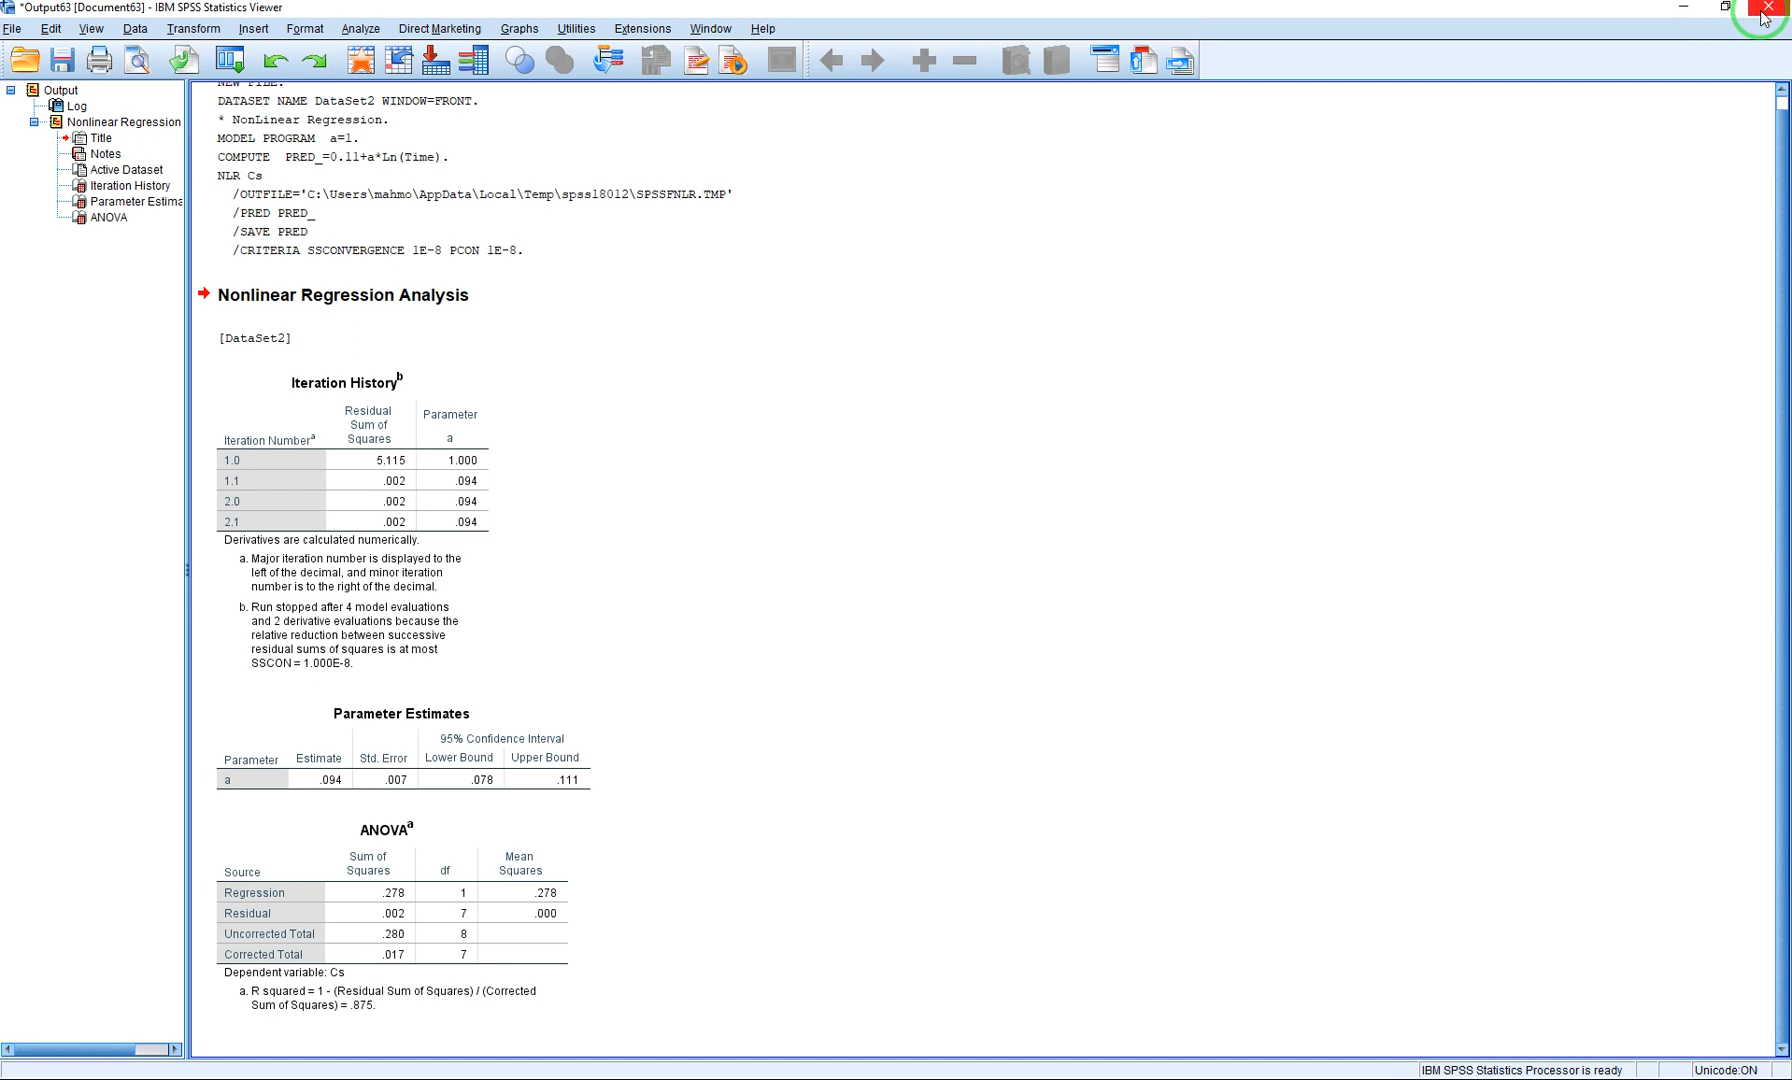 *Output63 [Document63] - IBM SPSS Statistics Viewer
File Edit View Data Transform Insert Format Analyze Direct Marketing Graphs Utilities Extensions Window Help
Output
Log
Nonlinear Regression
Title
Notes
Active Dataset
Iteration History
Parameter Estima
ANOVA
NEW FILE.
DATASET NAME DataSet2 WINDOW=FRONT.
* NonLinear Regression.
MODEL PROGRAM  a=1.
COMPUTE  PRED_=0.11+a*Ln(Time).
NLR Cs
/OUTFILE='C:\Users\mahmo\AppData\Local\Temp\spss18012\SPSSFNLR.TMP'
/PRED PRED_
/SAVE PRED
/CRITERIA SSCONVERGENCE 1E-8 PCON 1E-8.
Nonlinear Regression Analysis
[DataSet2]
Iteration Historyb
Iteration Numbera Residual Sum of Squares Parameter a
1.0 5.115 1.000
1.1 .002 .094
2.0 .002 .094
2.1 .002 .094
Derivatives are calculated numerically.
a. Major iteration number is displayed to the
left of the decimal, and minor iteration
number is to the right of the decimal.
b. Run stopped after 4 model evaluations
and 2 derivative evaluations because the
relative reduction between successive
residual sums of squares is at most
SSCON = 1.000E-8.
Parameter Estimates
95% Confidence Interval
Parameter Estimate Std. Error Lower Bound Upper Bound
a .094 .007 .078 .111
ANOVAa
Source Sum of Squares df Mean Squares
Regression .278 1 .278
Residual .002 7 .000
Uncorrected Total .280 8
Corrected Total .017 7
Dependent variable: Cs
a. R squared = 1 - (Residual Sum of Squares) / (Corrected
Sum of Squares) = .875.
IBM SPSS Statistics Processor is ready Unicode:ON